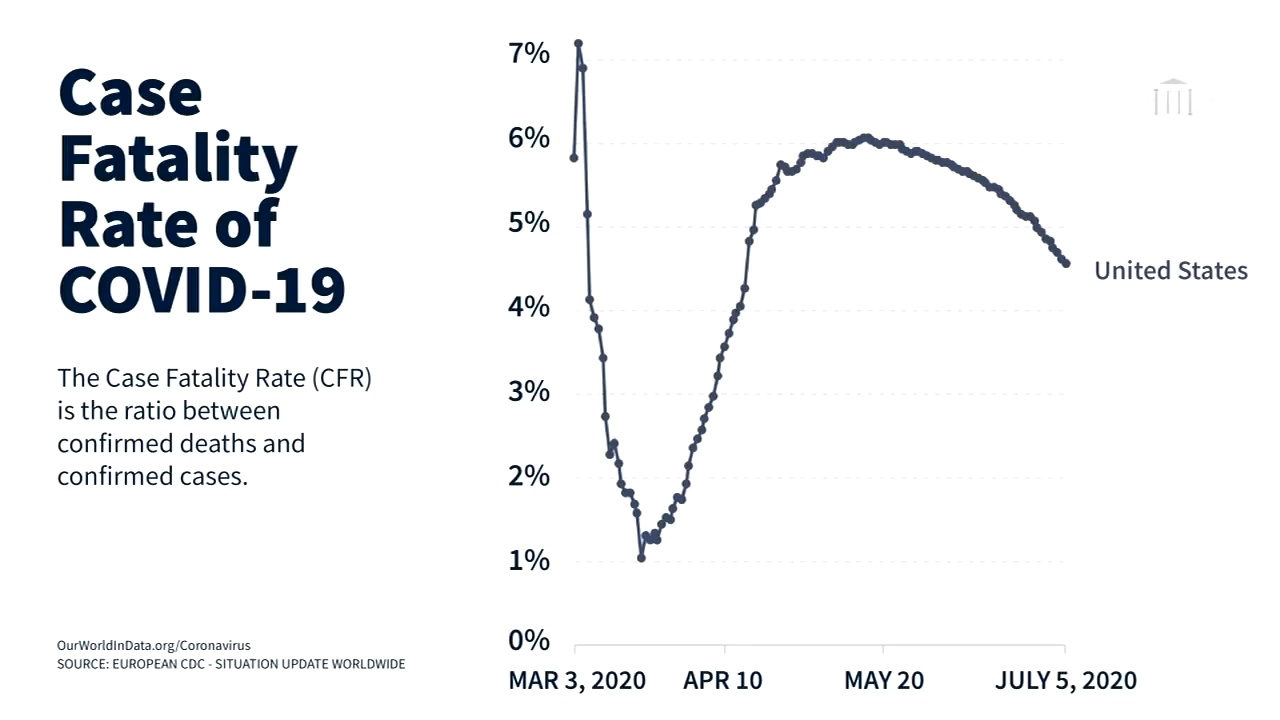 Case
Fatality
Rate of
COVID-19
The Case Fatality Rate (CFR)
is the ratio between
confirmed deaths and
confirmed cases.
OurWorldInData.org/Coronavirus
SOURCE: EUROPEAN CDC - SITUATION UPDATE WORLDWIDE
7%
6%
5%
4%
3%
2%
1%
0%
MAR 3, 2020 APR 10 MAY 20 JULY 5, 2020
United States